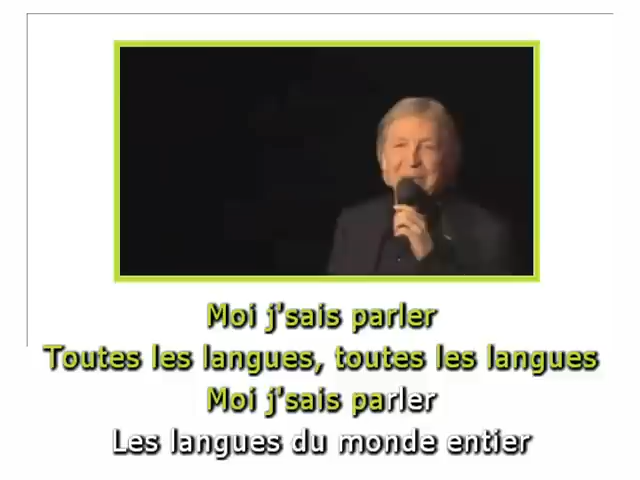 Moi j'sais parler
Toutes les langues, toutes les langues
Moi j'sais parler
Les langues du monde entier